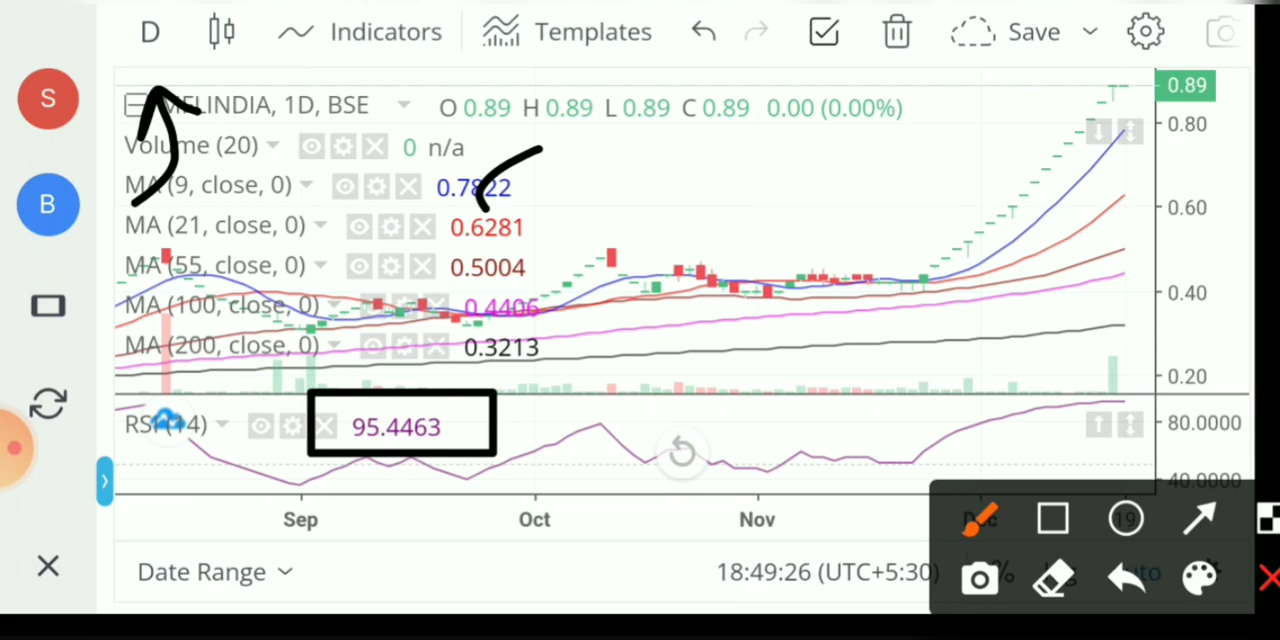 D Indicators Templates Save
S
MFLINDIA, 1D, BSE O 0.89 H 0.89 L 0.89 C 0.89 0.00 (0.00%)
0.89
0.80
Volume (20) 0 n/a
MA (9, close, 0) 0.7822
B
MA (21, close, 0) 0.6281
0.60
MA (55, close, 0) 0.5004
MA (100, close, 0) 0.4406
0.40
MA (200, close, 0) 0.3213
0.20
RSI (14) 95.4463
80.0000
40.0000
Sep Oct Nov Dec 19
Date Range 18:49:26 (UTC+5:30) %